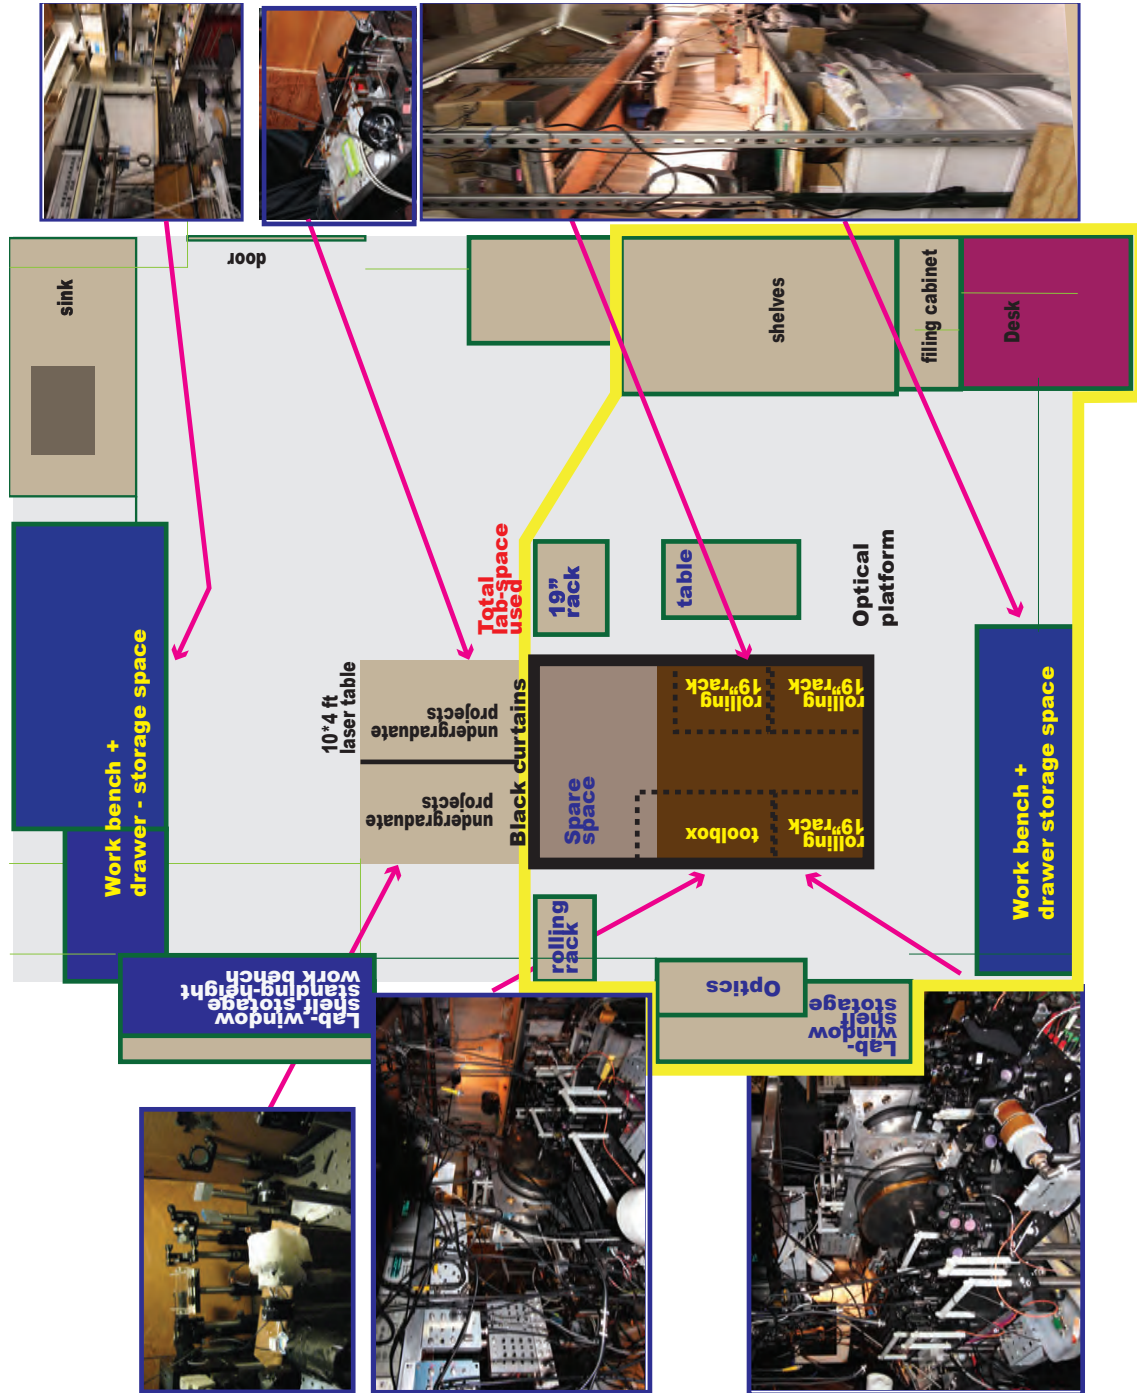 sink
door
Work bench +
drawer - storage space
Lab- window
shelf stotage
standing-height
work bench
10*4 ft
laser table
undergraduate
projects
undergraduate
projects
Total
lab-space
used
Black curtains
19” 
rack
table
Optical
platform
shelves
filing cabinet
Desk
Spare
space
rolling
19”rack
rolling
19”rack
toolbox
rolling
19”rack
rolling
rack
Optics
Lab-
window
shelf
stotage
Work bench +
drawer storage space